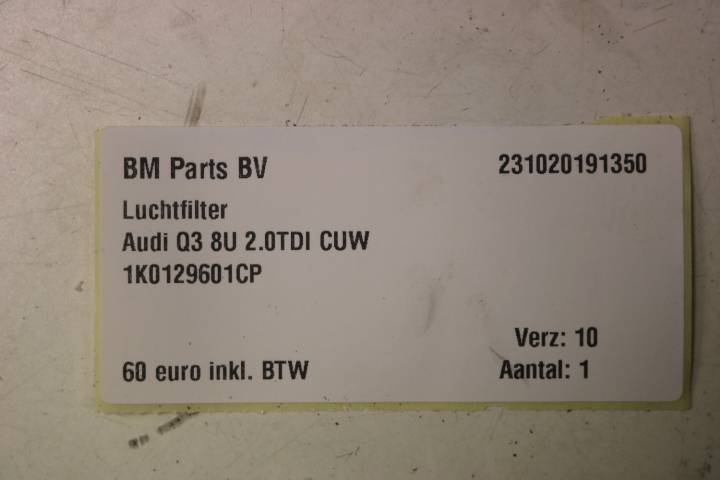 BM Parts BV 231020191350
Luchtfilter
Audi Q3 8U 2.0TDI CUW
1K0129601CP
Verz: 10
60 euro inkl. BTW Aantal: 1